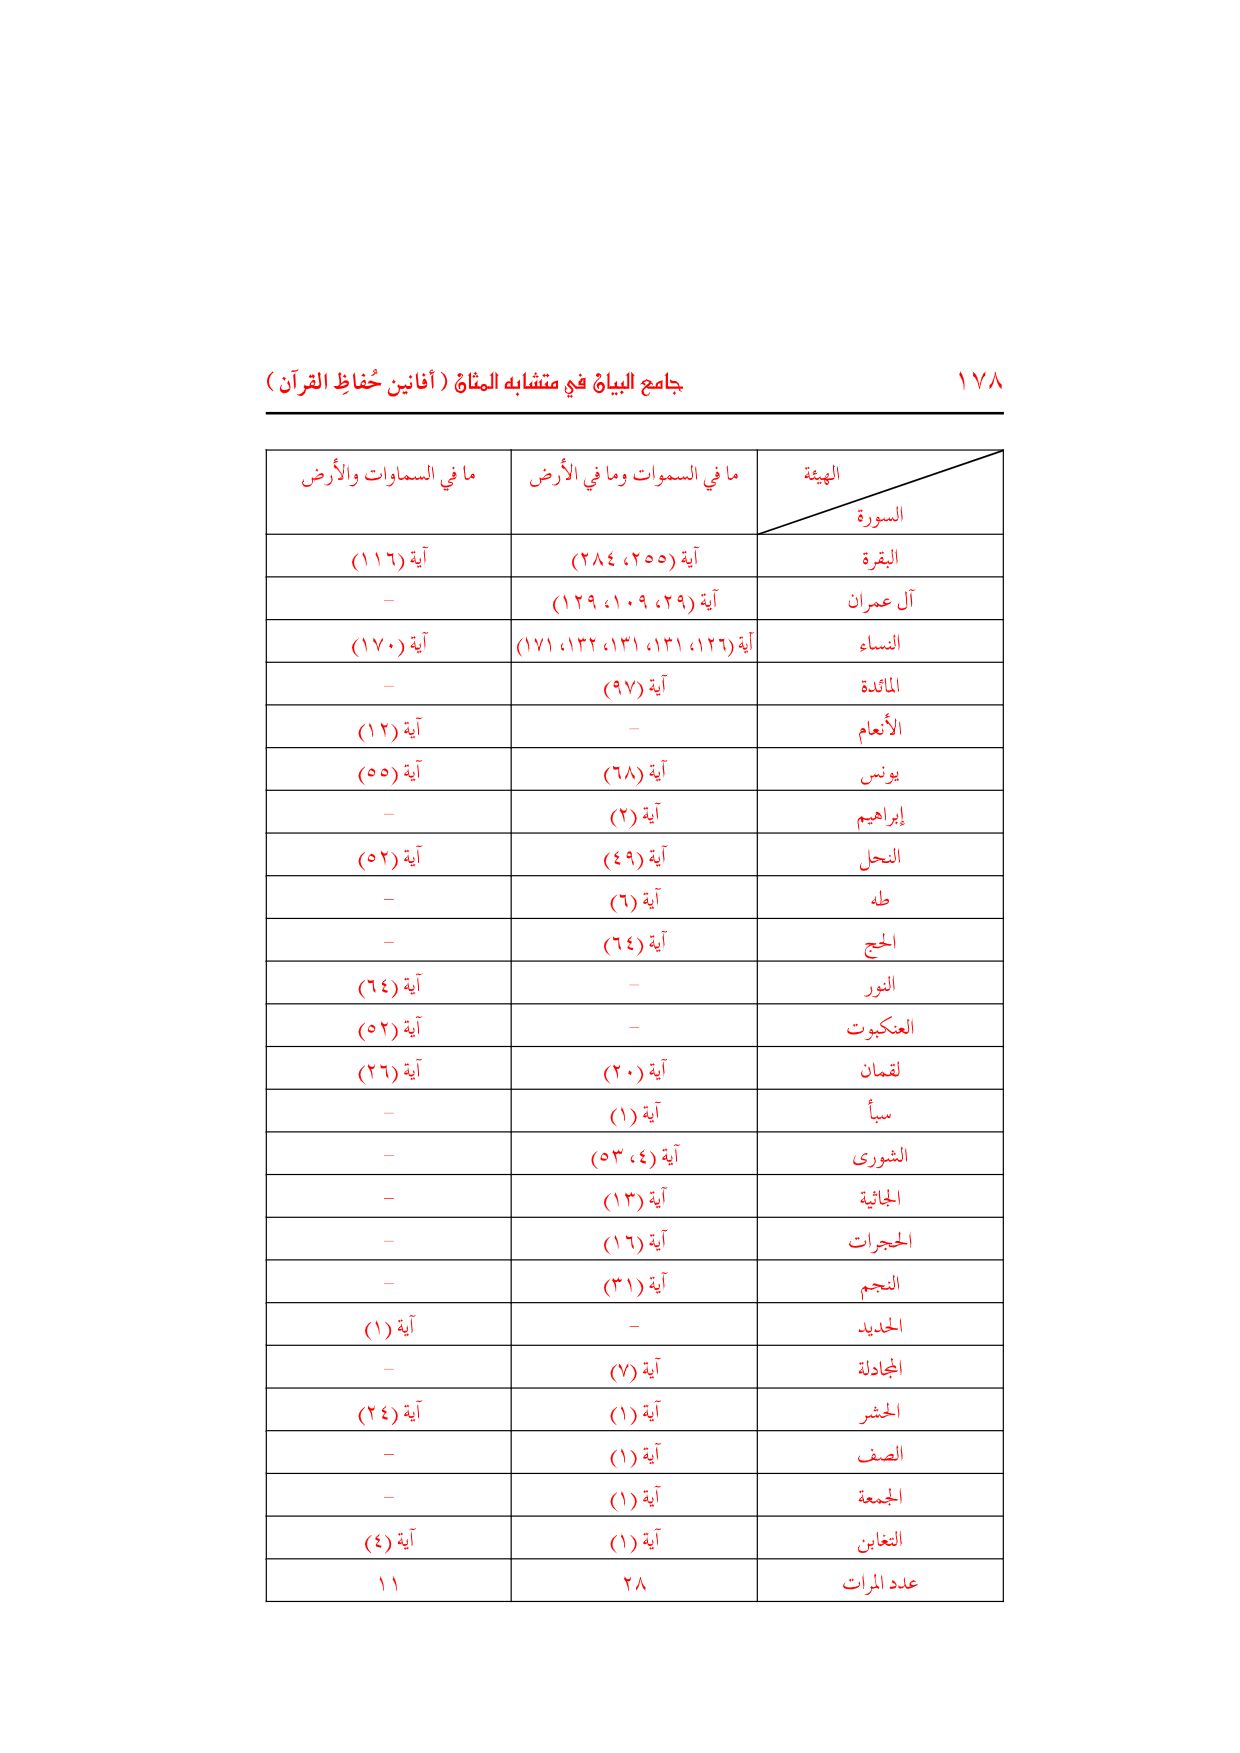 ١٧٨ جامع البيان في متشابه المثان ( أفانين حُفاظِ القرآن )
الهيئة ما في السموات وما في الأرض ما في السماوات والأرض
السورة
البقرة آية (٢٥٥، ٢٨٤) آية (١١٦)
آل عمران آية (٢٩، ١٠٩، ١٢٩) –
النساء آية (١٢٦، ١٣١، ١٣١، ١٣٢، ١٧١) آية (١٧٠)
المائدة آية (٩٧) –
الأنعام – آية (١٢)
يونس آية (٦٨) آية (٥٥)
إبراهيم آية (٢) –
النحل آية (٤٩) آية (٥٢)
طه آية (٦) –
الحج آية (٦٤) –
النور – آية (٦٤)
العنكبوت – آية (٥٢)
لقمان آية (٢٠) آية (٢٦)
سبأ آية (١) –
الشورى آية (٤، ٥٣) –
الجاثية آية (١٣) –
الحجرات آية (١٦) –
النجم آية (٣١) –
الحديد – آية (١)
المجادلة آية (٧) –
الحشر آية (١) آية (٢٤)
الصف آية (١) –
الجمعة آية (١) –
التغابن آية (١) آية (٤)
عدد المرات ٢٨ ١١